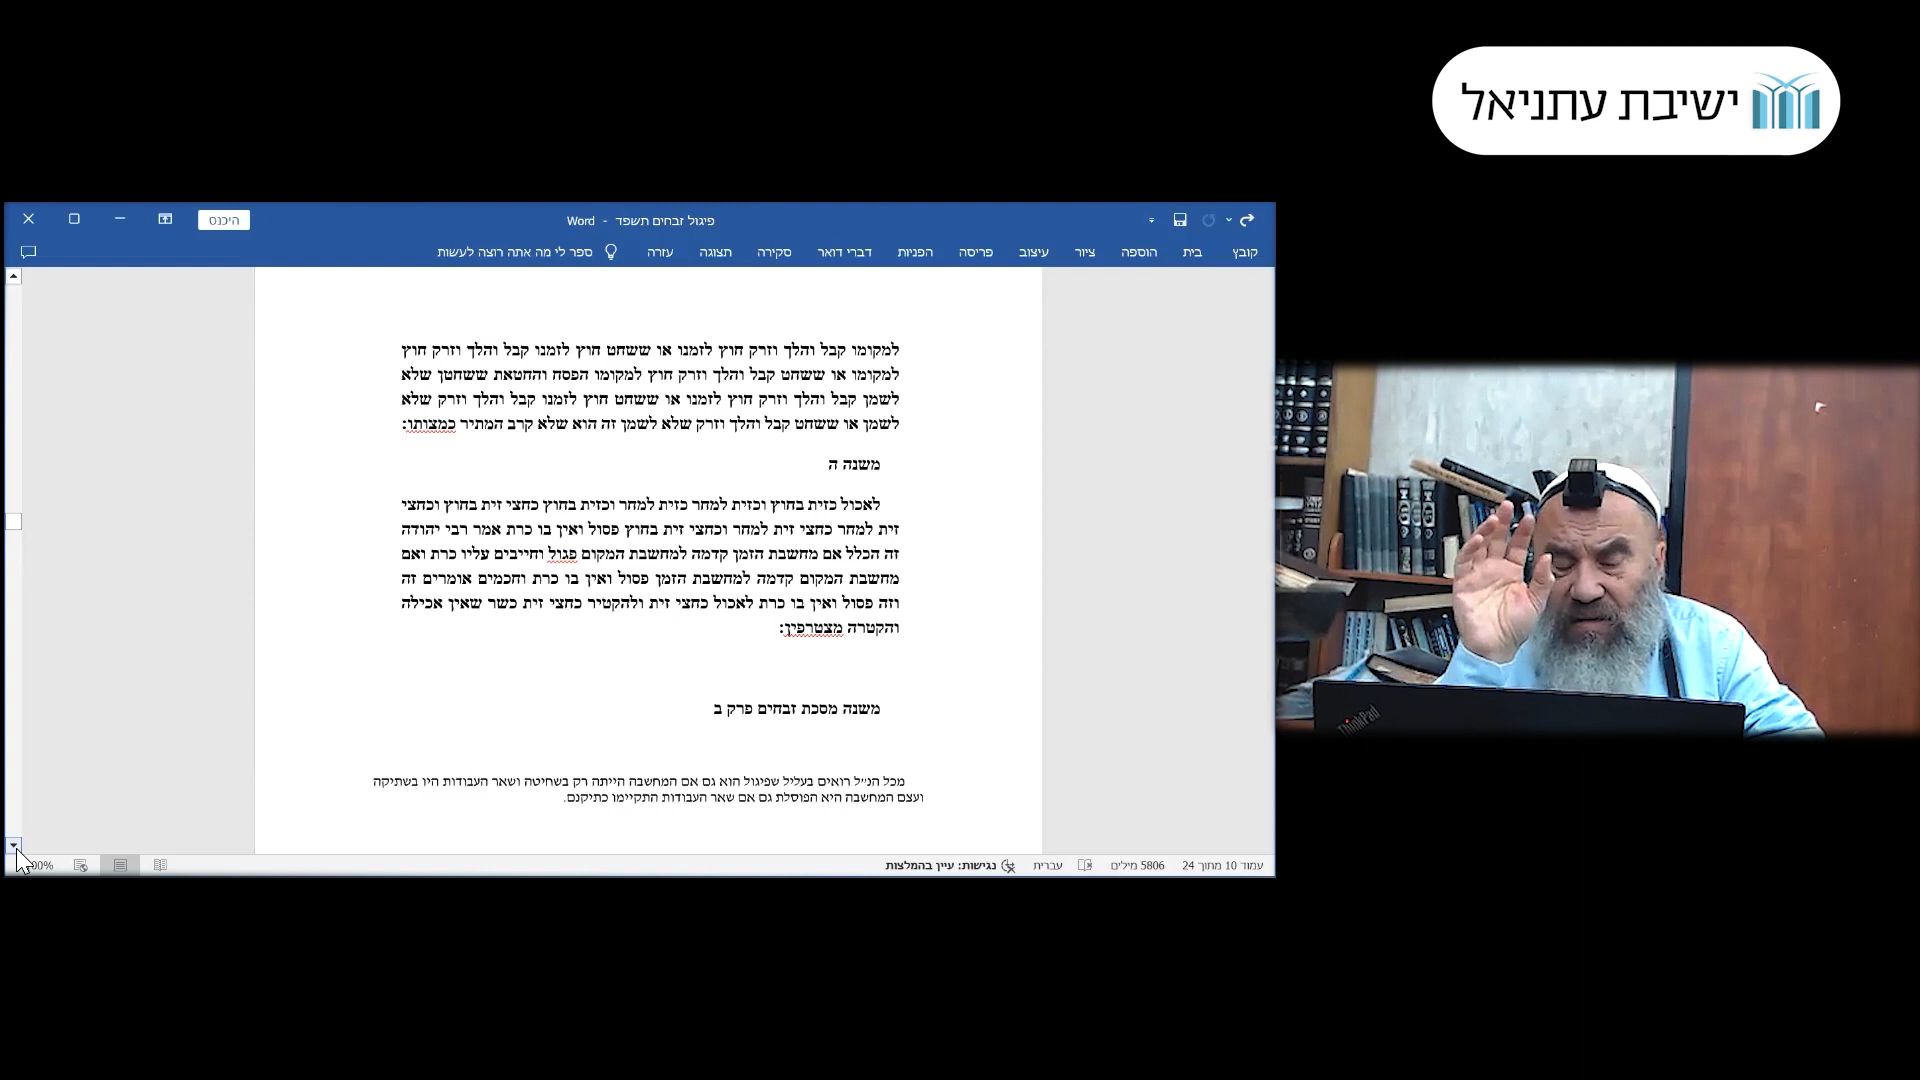 ישיבת עתניאל
פיגול זבחים תשפד - Word
היכנס
קובץ בית הוספה ציור עיצוב פריסה הפניות דברי דואר סקירה תצוגה עזרה ספר לי מה אתה רוצה לעשות
למקומו קבל והלך וזרק חוץ לזמנו או ששחט חוץ לזמנו קבל והלך וזרק חוץ
למקומו או ששחט קבל והלך וזרק חוץ למקומו הפסח והחטאת ששחטן שלא
לשמן קבל והלך וזרק חוץ לזמנו או ששחט חוץ לזמנו קבל והלך וזרק שלא
לשמן או ששחט קבל והלך וזרק שלא לשמן זה הוא שלא קרב המתיר כמצותו:
משנה ה
לאכול כזית בחוץ וכזית למחר כזית למחר וכזית בחוץ כחצי זית בחוץ וכחצי
זית למחר כחצי זית למחר וכחצי זית בחוץ פסול ואין בו כרת אמר רבי יהודה
זה הכלל אם מחשבת הזמן קדמה למחשבת המקום פגול וחייבים עליו כרת ואם
מחשבת המקום קדמה למחשבת הזמן פסול ואין בו כרת וחכמים אומרים זה
וזה פסול ואין בו כרת לאכול כחצי זית ולהקטיר כחצי זית כשר שאין אכילה
והקטרה מצטרפין:
משנה מסכת זבחים פרק ב
מכל הנ״ל רואים בעליל שפיגול הוא גם אם המחשבה הייתה רק בשחיטה ושאר העבודות היו בשתיקה
ועצם המחשבה היא הפוסלת גם אם שאר העבודות התקיימו כתיקנם.
עמוד 10 מתוך 24 5806 מילים עברית נגישות: עיין בהמלצות
ThinkPad